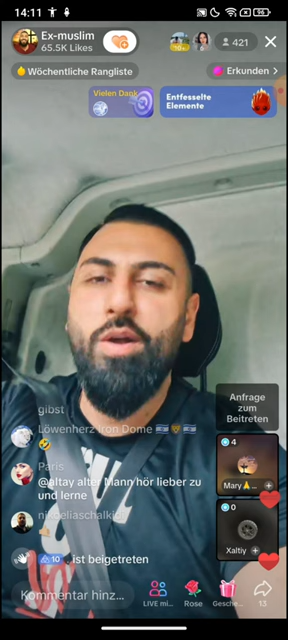 14:11
96
Ex-muslim
65.5K Likes
421
Wöchentliche Rangliste
Erkunden >
Vielen Dank
Entfesselte
Elemente
gibst
Löwenherz Iron Dome 🇮🇱🦁🇮🇱
🤣
Anfrage
zum
Beitreten
Paris
@altay alter Mann hör lieber zu
und lerne
4
Mary🙏...
0
Xaltiy
10
ist beigetreten
Kommentar hinz...
LIVE mi...
Rose
Gesche...
13